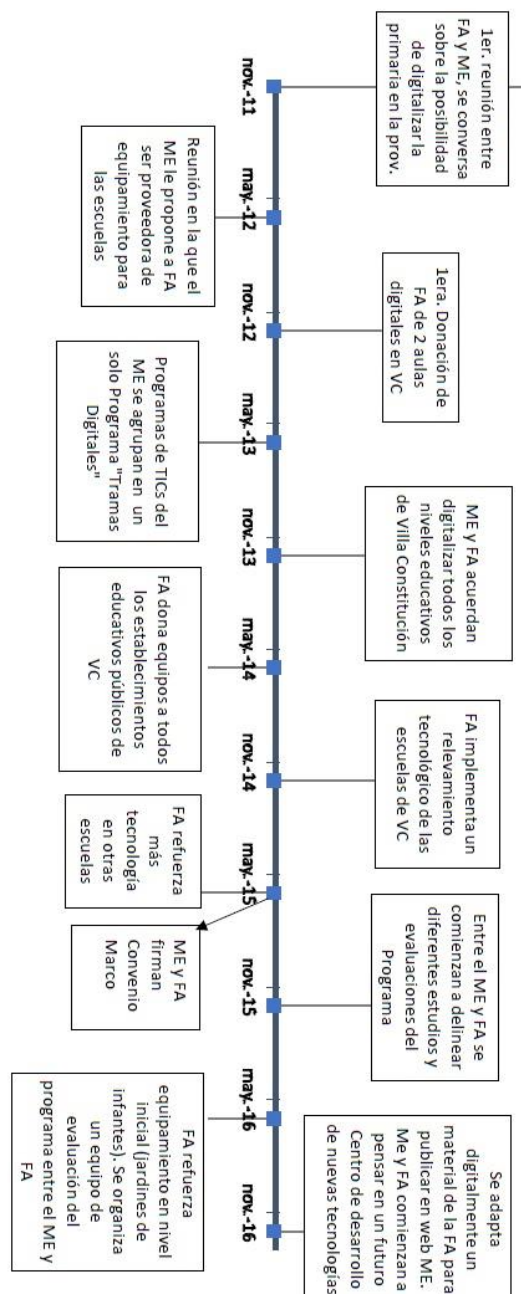 1er. reunión entre
FA y ME, se conversa
sobre la posibilidad
de digitalizar la
primaria en la prov.
nov.-11
Reunión en la que el
ME le propone a FA
ser proveedora de
equipamiento para
las escuelas
may.-12
1era. Donación de
FA de 2 aulas
digitales en VC
nov.-12
Programas de TICs del
ME se agrupan en un
solo Programa "Tramas
Digitales"
may.-13
ME y FA acuerdan
digitalizar todos los
niveles educativos
de Villa Constitución
nov.-13
FA dona equipos a todos
los establecimientos
educativos públicos de
VC
may.-14
FA implementa un
relevamiento
tecnológico de las
escuelas de VC
nov.-14
FA refuerza
más
tecnología
en otras
escuelas
may.-15
ME y FA
firman
Convenio
Marco
Entre el ME y FA se
comienzan a delinear
diferentes estudios y
evaluaciones del
Programa
nov.-15
FA refuerza
equipamiento en nivel
inicial (jardines de
infantes). Se organiza
un equipo de
evaluación del
programa entre el ME y
FA
may.-16
Se adapta
digitalmente un
material de la FA para
publicar en web ME.
Me y FA comienzan a
pensar en un futuro
Centro de desarrollo
de nuevas tecnologías
nov.-16